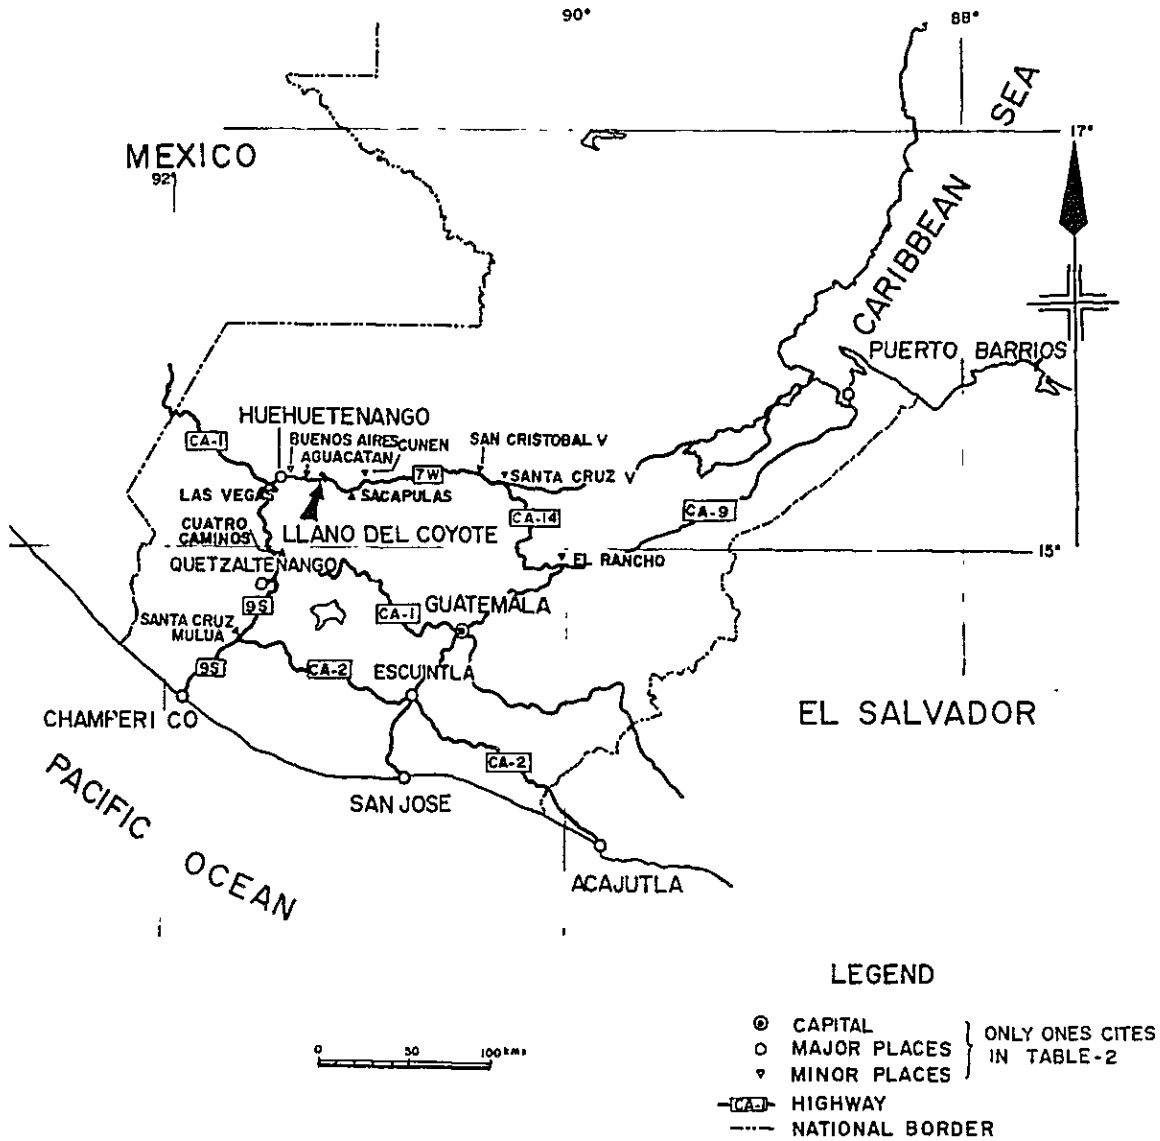 90°
88°
SEA
17°
MEXICO
92°
CARIBBEAN
PUERTO BARRIOS
HUEHUETENANGO
CA-1
BUENOS AIRES
CUNEN
SAN CRISTOBAL V
AGUACATAN
7W
SANTA CRUZ V
LAS VEGAS
SACAPULAS
CA-14
CA-9
CUATRO
CAMINOS
LLANO DEL COYOTE
15°
QUETZALTENANGO
EL RANCHO
9S
CA-1
GUATEMALA
SANTA CRUZ
MULUA
9S
CA-2
ESCUINTLA
CHAMPERICO
EL SALVADOR
CA-2
PACIFIC OCEAN
SAN JOSE
ACAJUTLA
LEGEND
CAPITAL
MAJOR PLACES
MINOR PLACES
ONLY ONES CITES
IN TABLE-2
CA-1 HIGHWAY
NATIONAL BORDER
0 50 100 kms